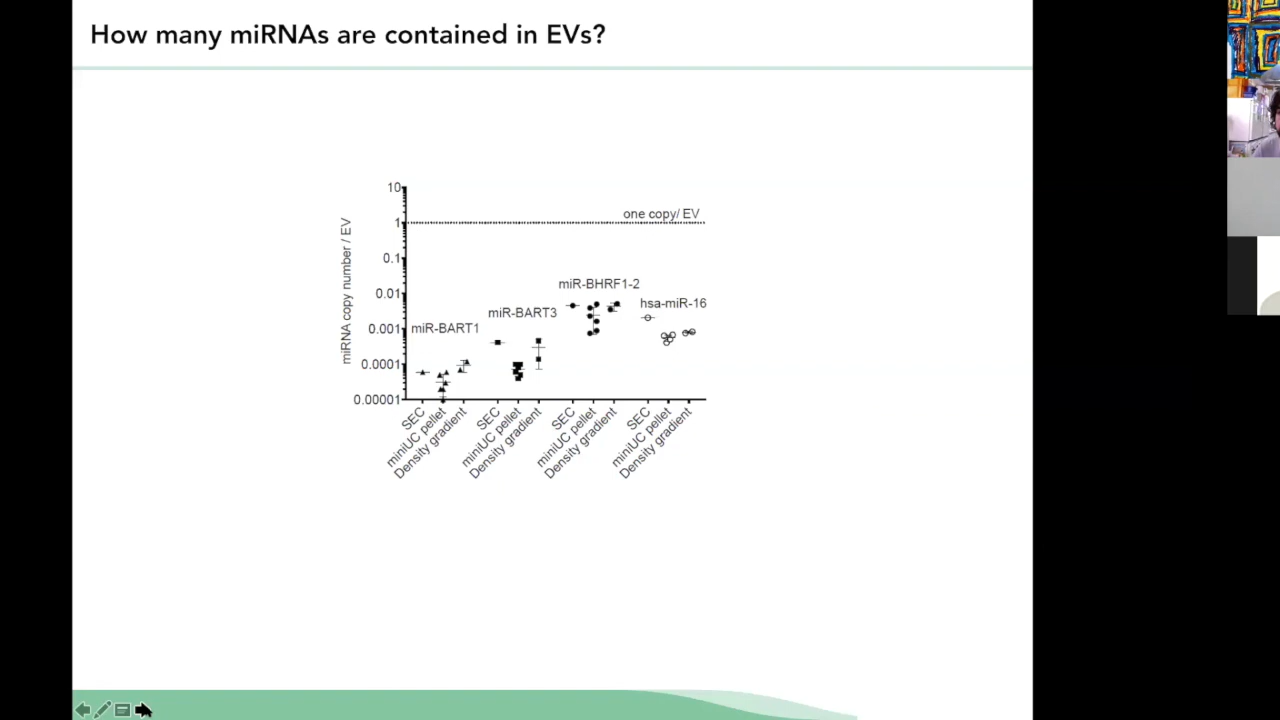 How many miRNAs are contained in EVs?
10
one copy/ EV
1
miRNA copy number / EV
0.1
miR-BHRF1-2
0.01
hsa-miR-16
miR-BART3
0.001
miR-BART1
0.0001
0.00001
SEC
miniUC pellet
Density gradient
SEC
miniUC pellet
Density gradient
SEC
miniUC pellet
Density gradient
SEC
miniUC pellet
Density gradient